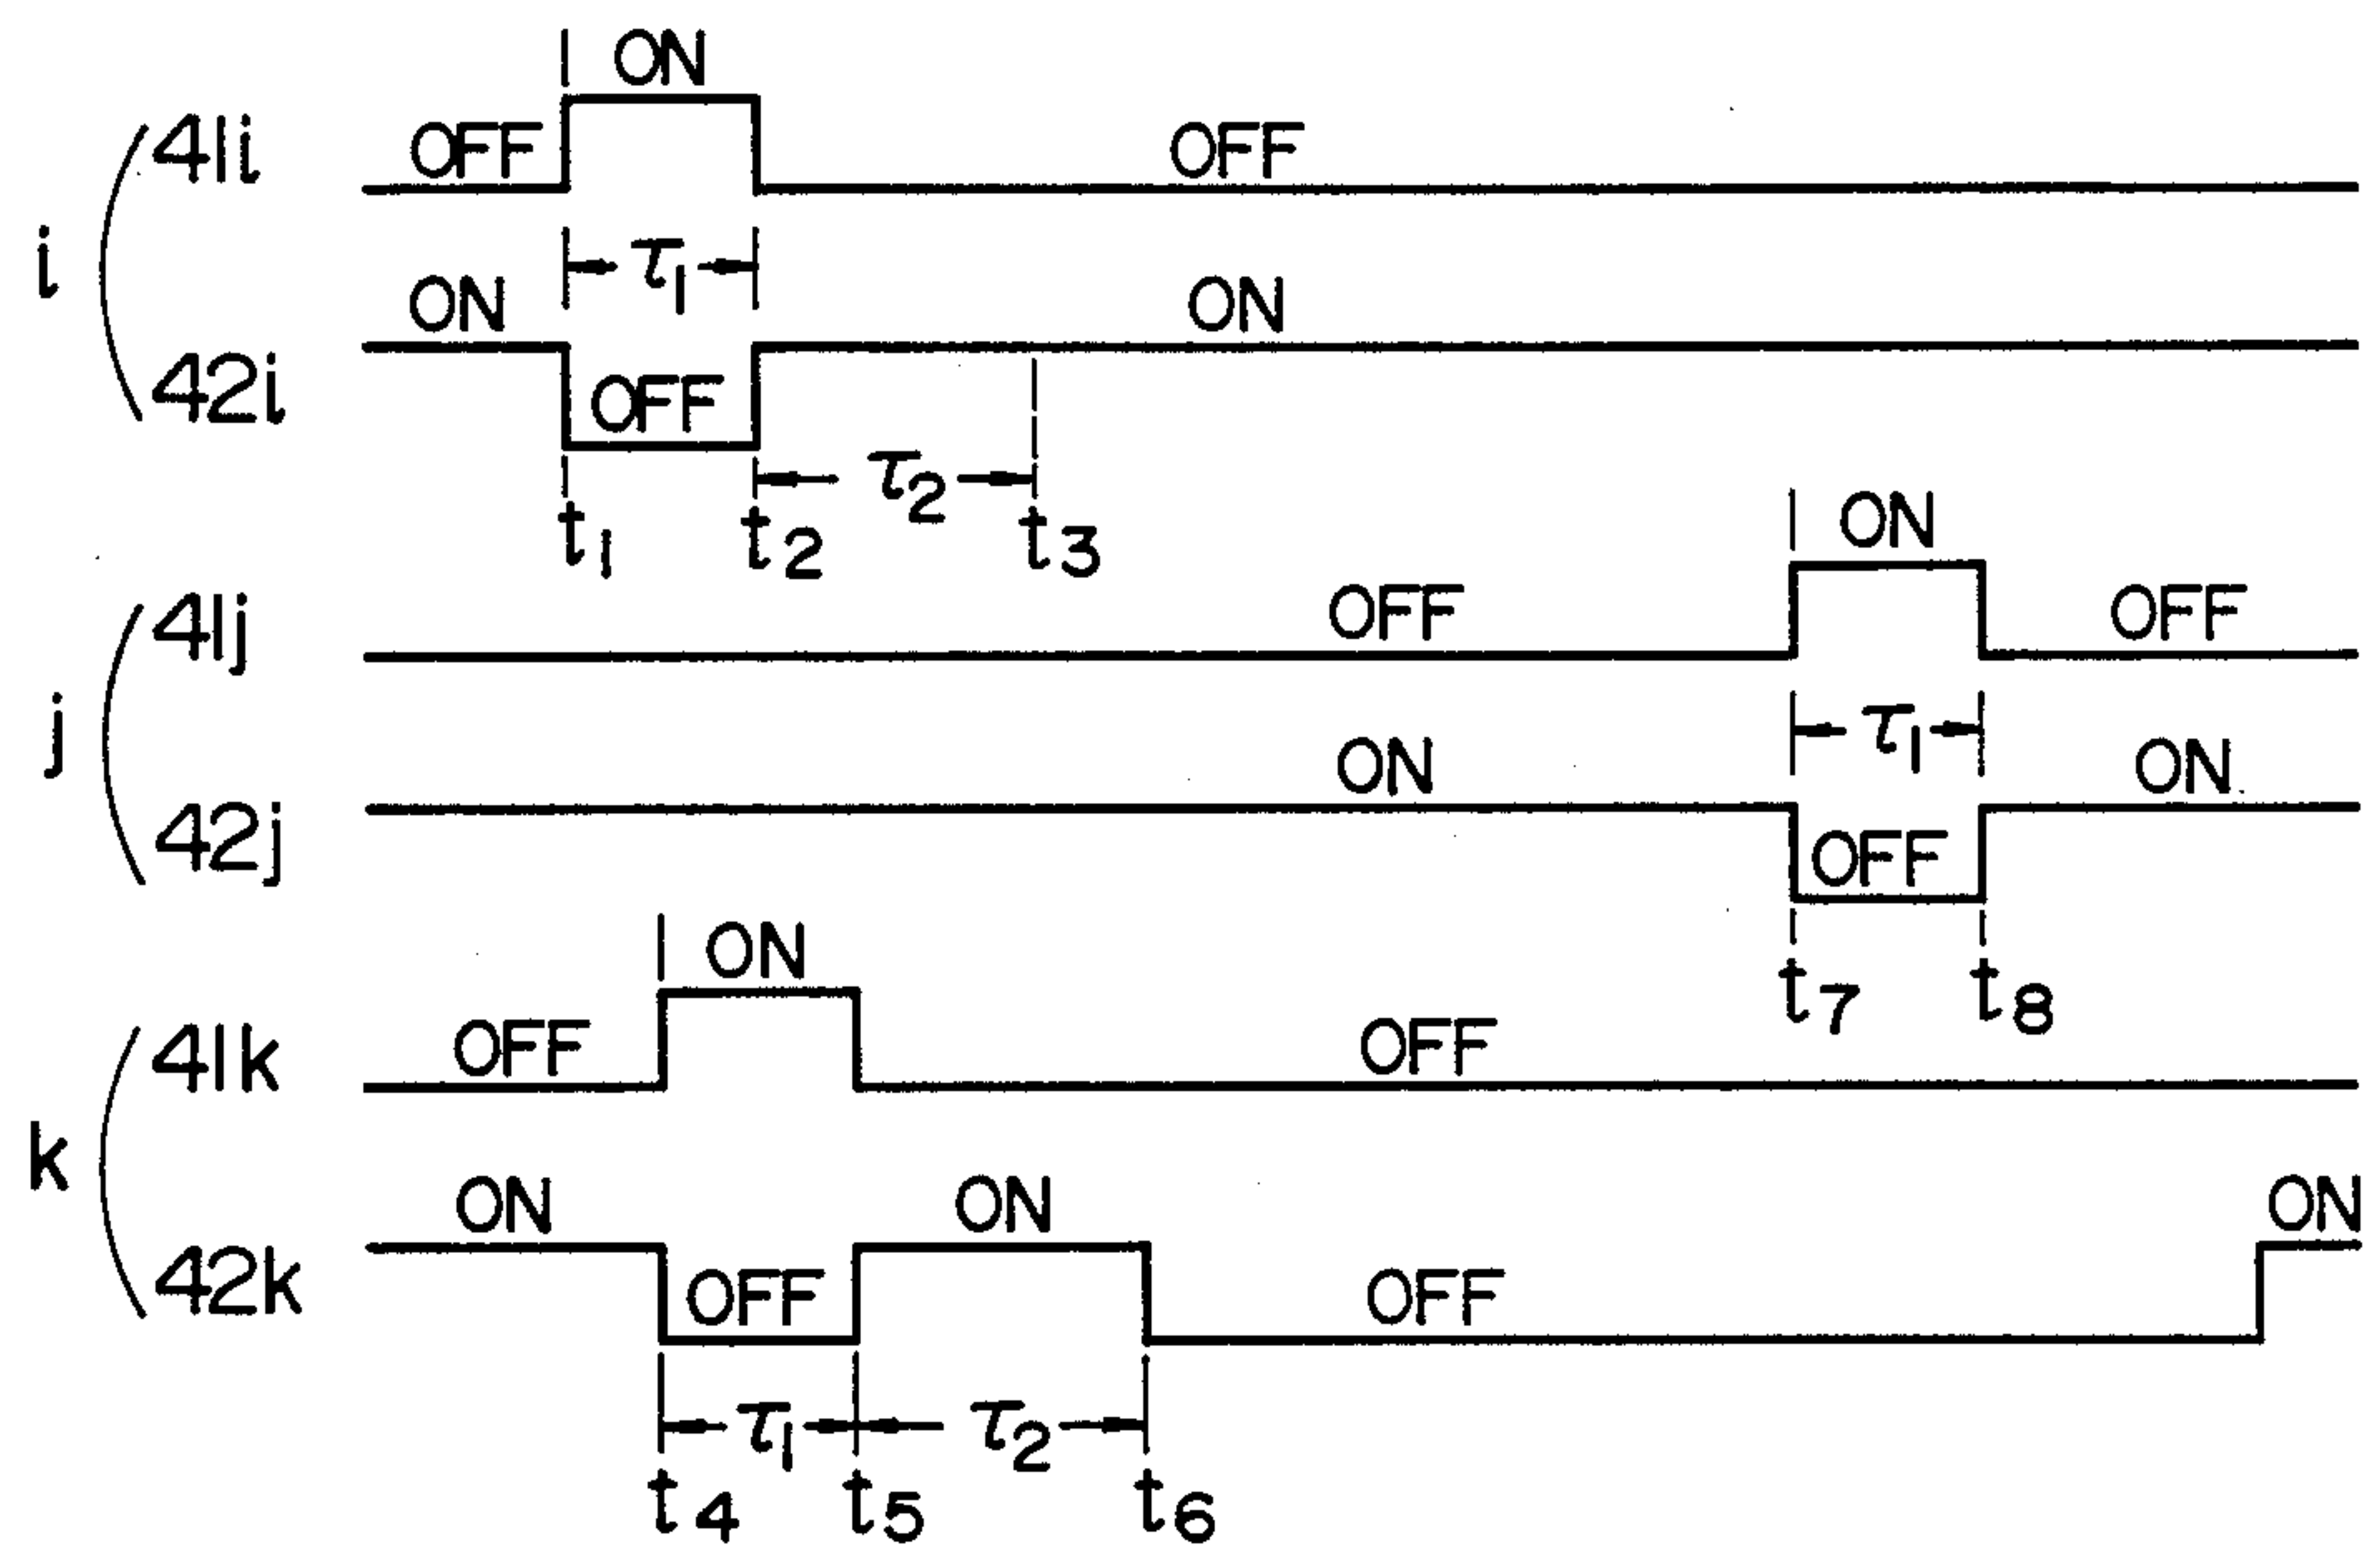 ON
OFF OFF
41i
τ1
i
ON ON
42i
OFF
τ2
t1 t2 t3
ON
41j OFF OFF
τ1
j
ON ON
42j
OFF
t7 t8
ON
41k OFF OFF
k
ON ON ON
42k
OFF OFF
τ1 τ2
t4 t5 t6